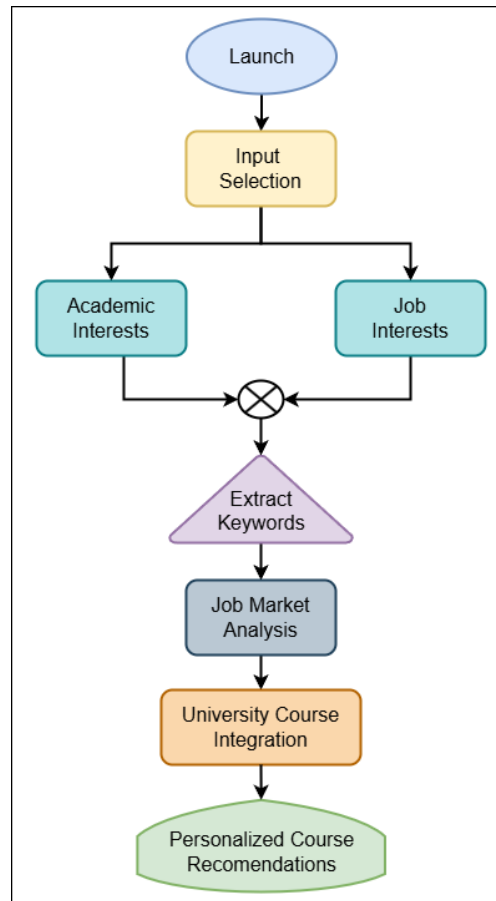 Launch
Input
Selection
Academic
Interests
Job
Interests
Extract
Keywords
Job Market
Analysis
University Course
Integration
Personalized Course
Recomendations